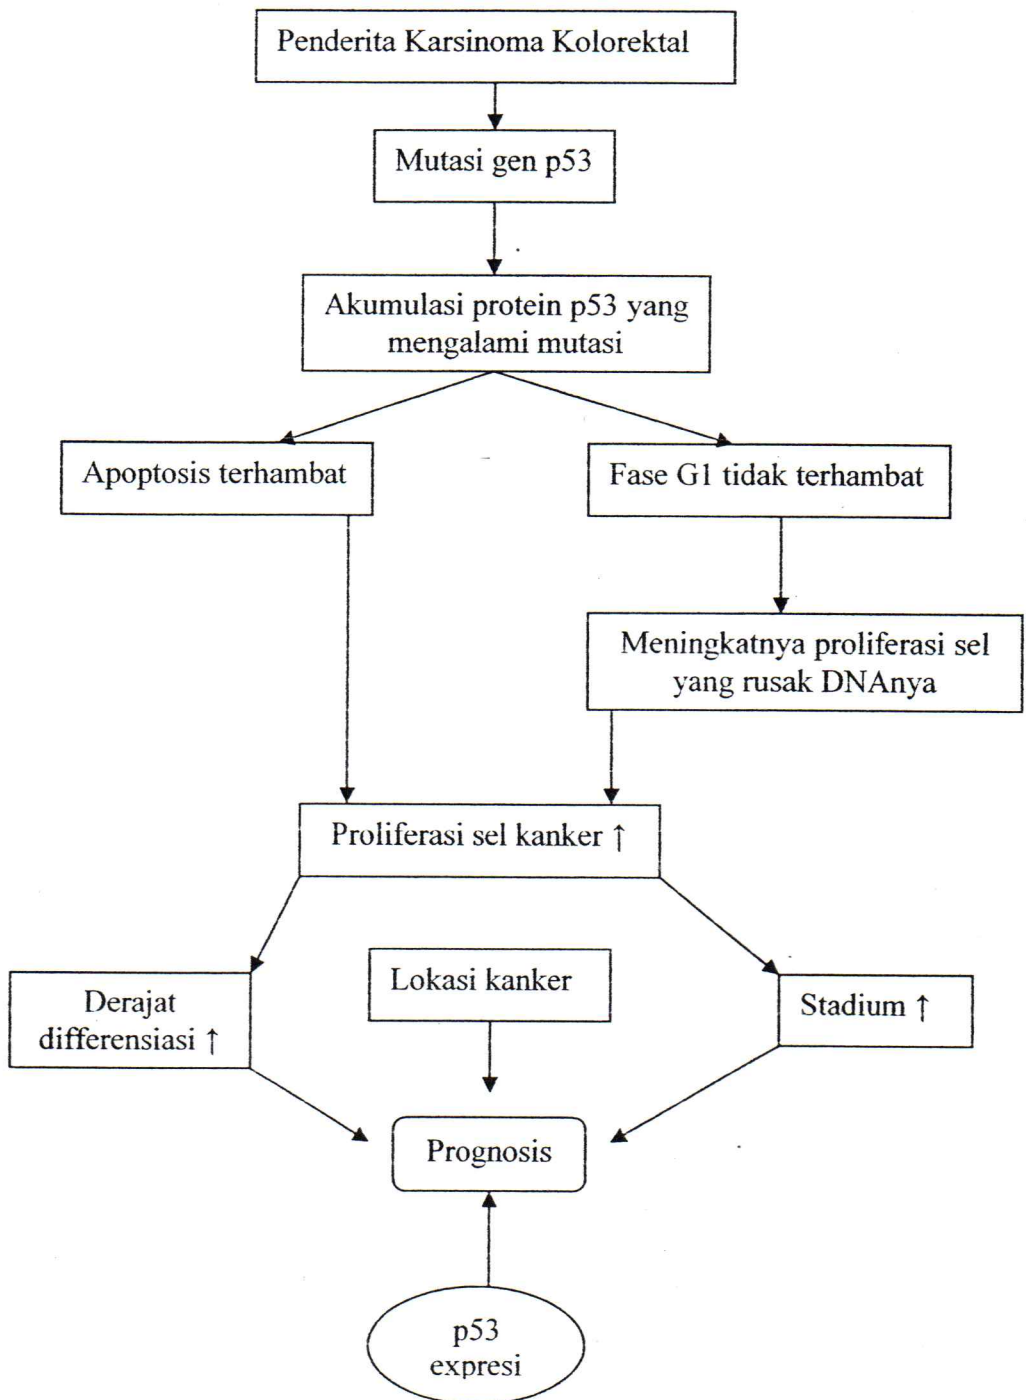 Penderita Karsinoma Kolorektal
Mutasi gen p53
Akumulasi protein p53 yang
mengalami mutasi
Apoptosis terhambat
Fase G1 tidak terhambat
Meningkatnya proliferasi sel
yang rusak DNAnya
Proliferasi sel kanker ↑
Lokasi kanker
Derajat
differensiasi ↑
Stadium ↑
Prognosis
p53
expresi